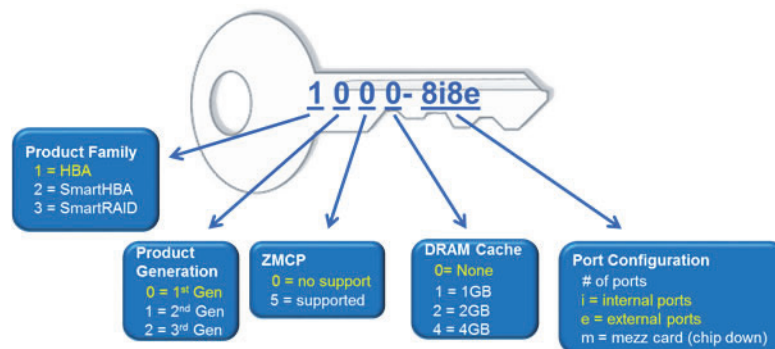 1 0 0 0- 8i8e
Product Family
1 = HBA
2 = SmartHBA
3 = SmartRAID
Product
Generation
0 = 1st Gen
1 = 2nd Gen
2 = 3rd Gen
ZMCP
0 = no support
5 = supported
DRAM Cache
0= None
1 = 1GB
2 = 2GB
4 = 4GB
Port Configuration
# of ports
i = internal ports
e = external ports
m = mezz card (chip down)